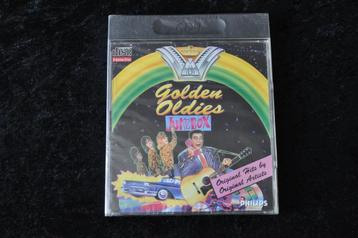 Golden
Oldies
JUKEBOX
Original Hits by
Original Artists
PHILIPS